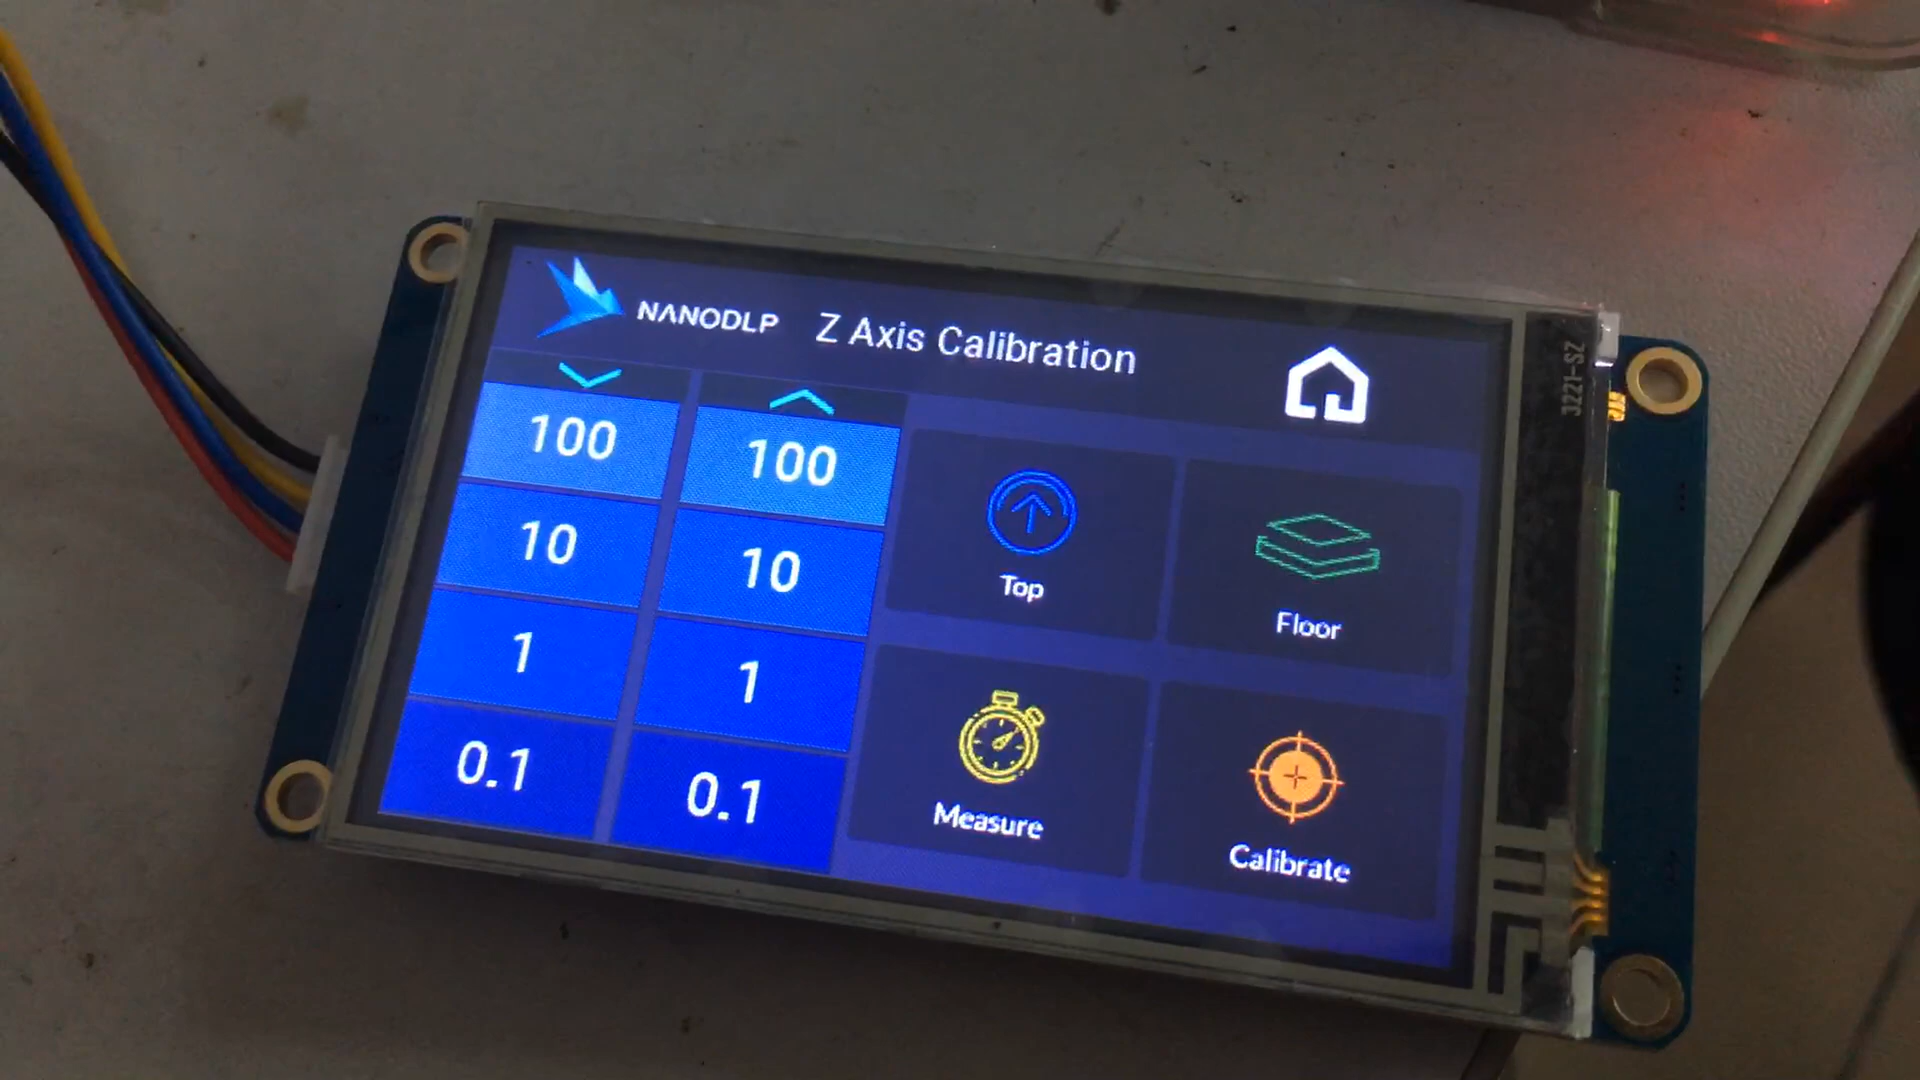 NANODLP Z Axis Calibration
100 100
10 10
1 1
0.1 0.1
Top Floor
Measure Calibrate
3221-SZ